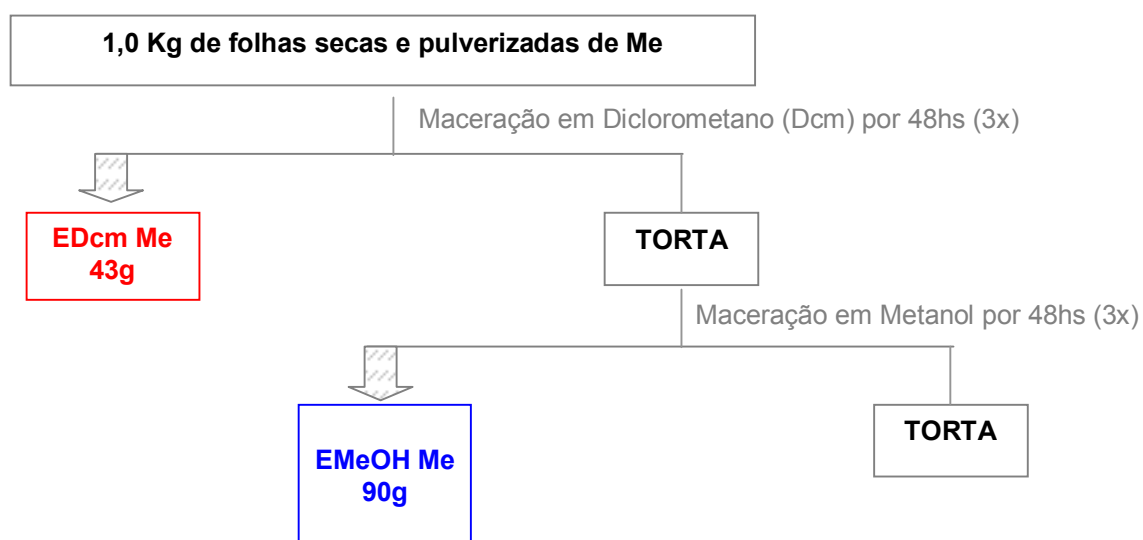 1,0 Kg de folhas secas e pulverizadas de Me
Maceração em Diclorometano (Dcm) por 48hs (3x)
EDcm Me
43g
TORTA
Maceração em Metanol por 48hs (3x)
EMeOH Me
90g
TORTA